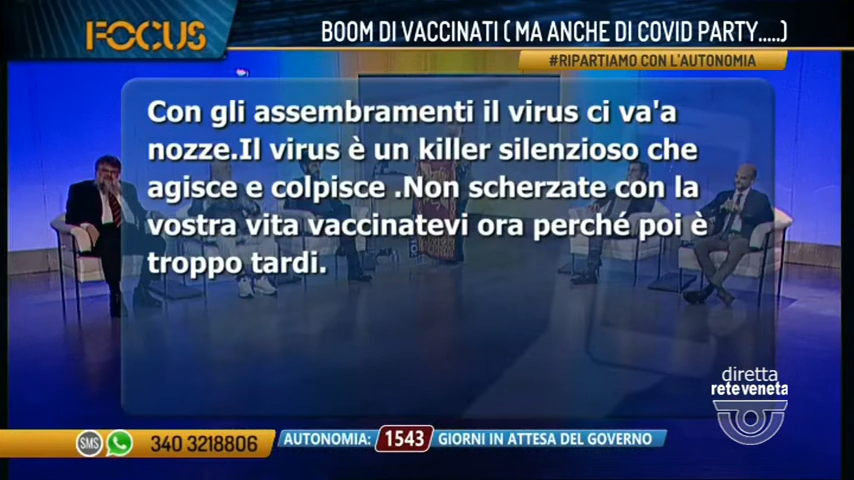 FOCUS
BOOM DI VACCINATI ( MA ANCHE DI COVID PARTY.....)
#RIPARTIAMO CON L'AUTONOMIA
Con gli assembramenti il virus ci va'a
nozze.Il virus è un killer silenzioso che
agisce e colpisce .Non scherzate con la
vostra vita vaccinatevi ora perché poi è
troppo tardi.
diretta
reteveneta
SMS 340 3218806
AUTONOMIA: 1543 GIORNI IN ATTESA DEL GOVERNO